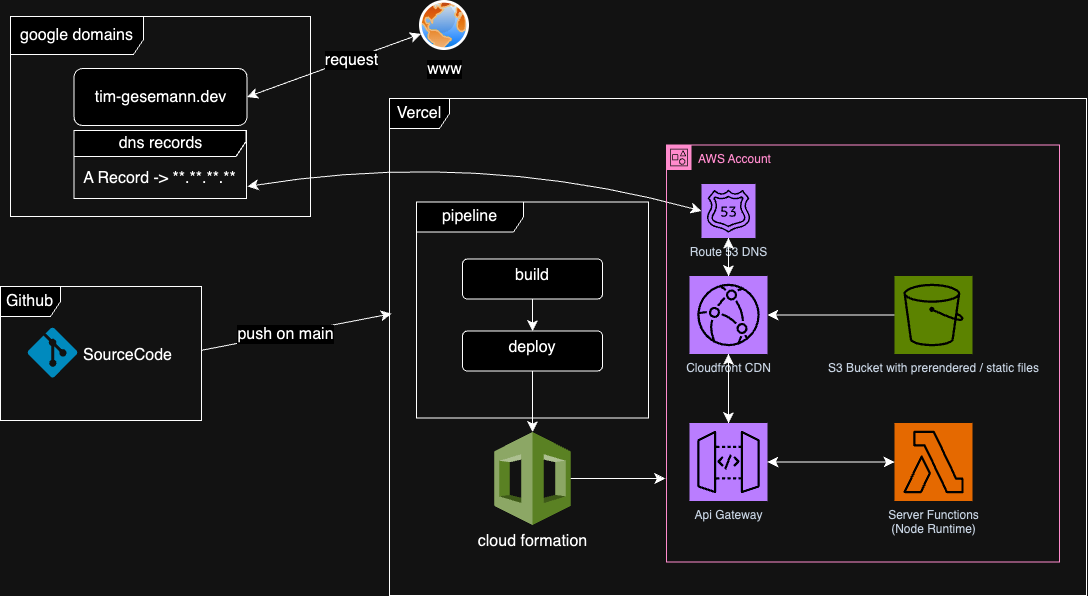 google domains
tim-gesemann.dev
dns records
A Record -> **.**.**.**
request
www
Vercel
AWS Account
53
Route 53 DNS
pipeline
build
deploy
cloud formation
Github
SourceCode
push on main
Cloudfront CDN
S3 Bucket with prerendered / static files
</>
Api Gateway
Server Functions
(Node Runtime)